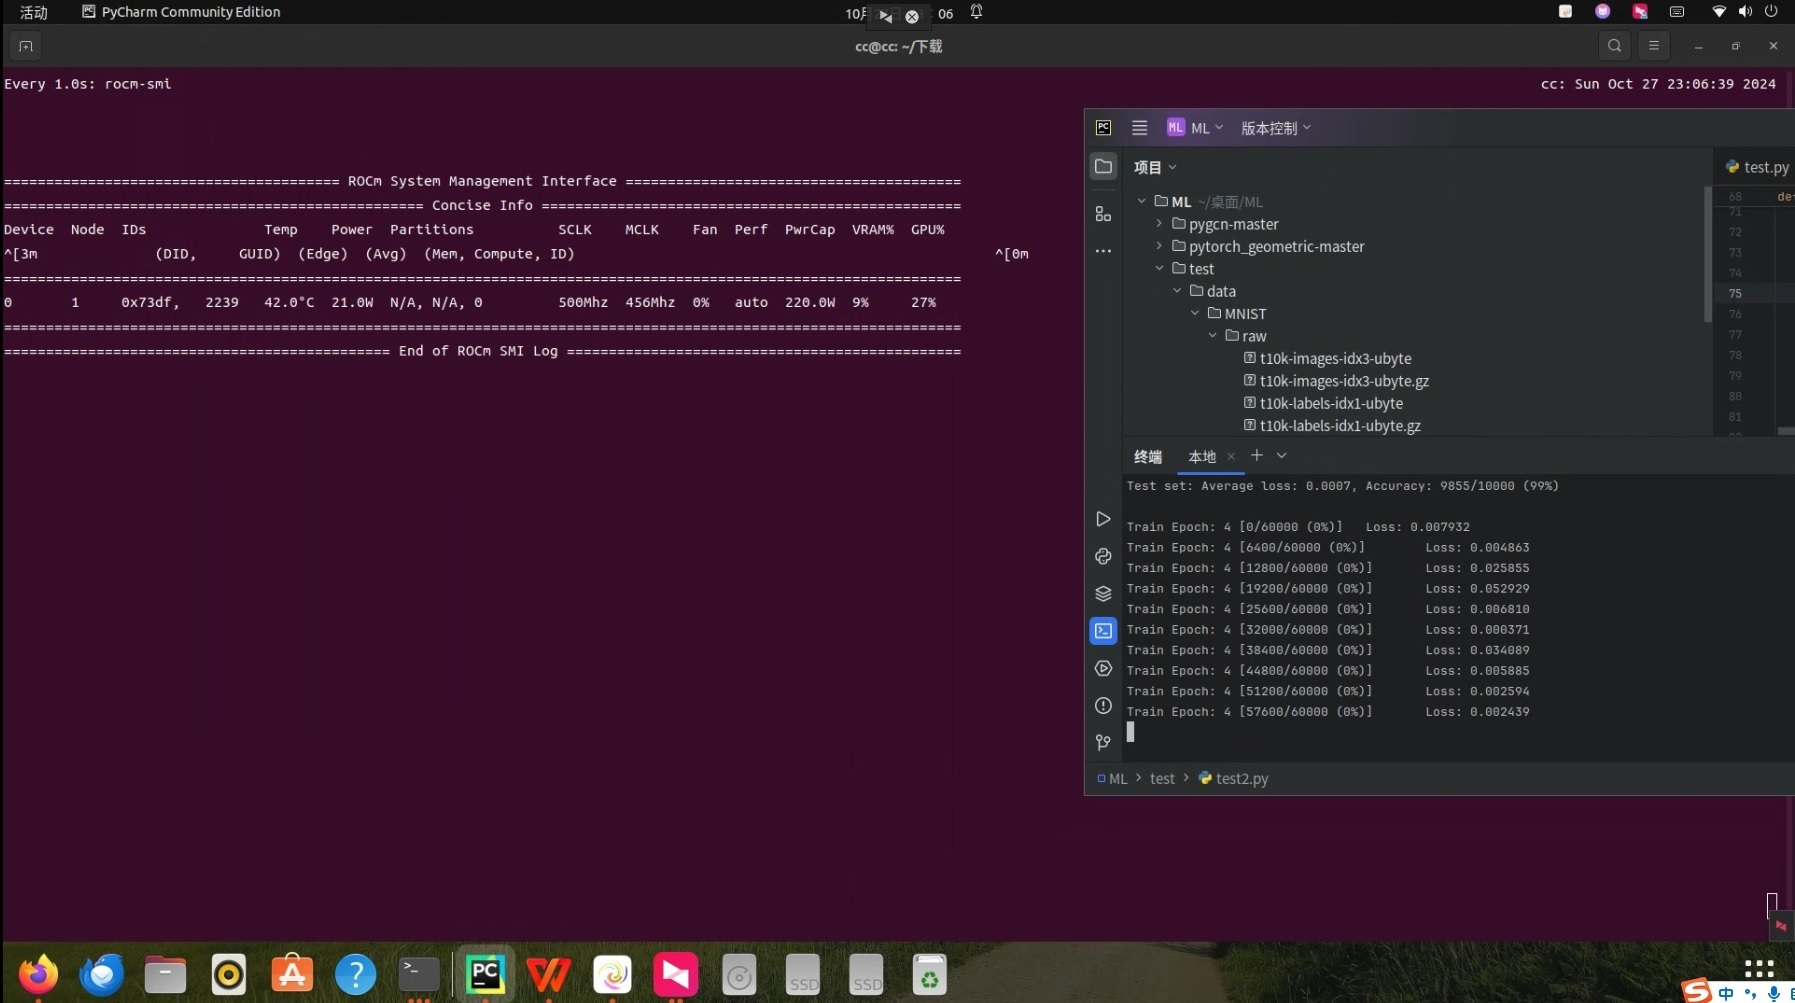 活动 PyCharm Community Edition 10月 06
cc@cc: ~/下载
Every 1.0s: rocm-smi cc: Sun Oct 27 23:06:39 2024
======================================== ROCm System Management Interface ========================================
================================================== Concise Info ==================================================
Device Node IDs Temp Power Partitions SCLK MCLK Fan Perf PwrCap VRAM% GPU%
^[3m (DID, GUID) (Edge) (Avg) (Mem, Compute, ID) ^[0m
==================================================================================================================
0 1 0x73df, 2239 42.0°C 21.0W N/A, N/A, 0 500Mhz 456Mhz 0% auto 220.0W 9% 27%
==================================================================================================================
============================================== End of ROCm SMI Log ===============================================
PC ML ML 版本控制
项目 test.py
ML ~/桌面/ML 68 de
71
pygcn-master 72
pytorch_geometric-master 73
test 74
data 75
MNIST 76
raw 77
t10k-images-idx3-ubyte 78
t10k-images-idx3-ubyte.gz 79
t10k-labels-idx1-ubyte 80
t10k-labels-idx1-ubyte.gz 81
终端 本地
Test set: Average loss: 0.0007, Accuracy: 9855/10000 (99%)
Train Epoch: 4 [0/60000 (0%)] Loss: 0.007932
Train Epoch: 4 [6400/60000 (0%)] Loss: 0.004863
Train Epoch: 4 [12800/60000 (0%)] Loss: 0.025855
Train Epoch: 4 [19200/60000 (0%)] Loss: 0.052929
Train Epoch: 4 [25600/60000 (0%)] Loss: 0.006810
Train Epoch: 4 [32000/60000 (0%)] Loss: 0.000371
Train Epoch: 4 [38400/60000 (0%)] Loss: 0.034089
Train Epoch: 4 [44800/60000 (0%)] Loss: 0.005885
Train Epoch: 4 [51200/60000 (0%)] Loss: 0.002594
Train Epoch: 4 [57600/60000 (0%)] Loss: 0.002439
ML > test > test2.py
PC W SSD SSD
S 中